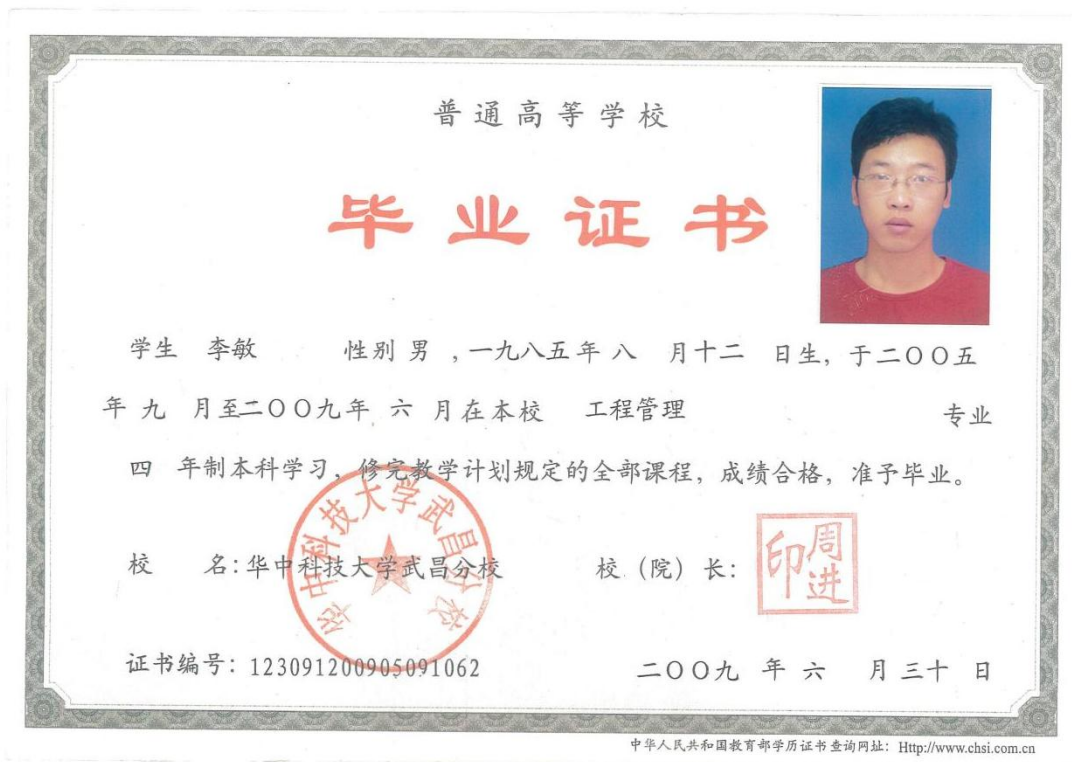 普通高等学校
毕业证书
学生 李敏 性别 男 ,一九八五年 八 月十二 日生, 于二〇〇五
年 九 月至二〇〇九年 六 月在本校 工程管理 专业
四 年制本科学习, 修完教学计划规定的全部课程, 成绩合格, 准予毕业。
华中科技大学武昌分校
校 名: 华中科技大学武昌分校 校 (院) 长: 周进印
证书编号: 123091200905091062 二〇〇九 年 六 月三十 日
中华人民共和国教育部学历证书查询网址: Http://www.chsi.com.cn